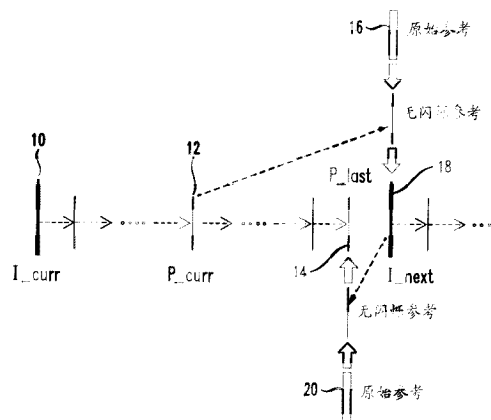 16
原始参考
无闪烁参考
10
12
P_last
18
I_curr
P_curr
14
I_next
无闪烁参考
20
原始参考